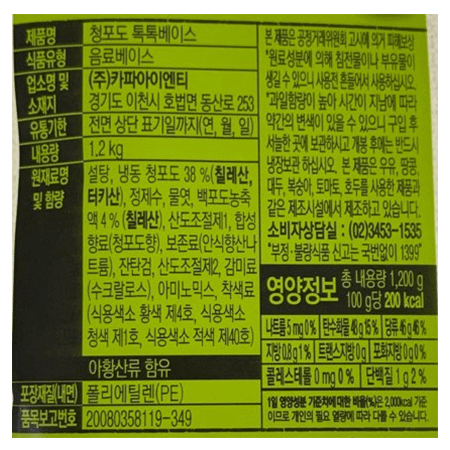 제품명 청포도 톡톡베이스
식품유형 음료베이스
업소명 및 소재지 (주)카파아이엔티
경기도 이천시 호법면 동산로 253
유통기한 전면 상단 표기일까지(연, 월, 일)
내용량 1.2 kg
원재료명 및 함량 설탕, 냉동 청포도 38 % (칠레산,
터키산), 정제수, 물엿, 백포도농축
액 4 % (칠레산), 산도조절제1, 합성
향료(청포도향), 보존료(안식향산나
트륨), 잔탄검, 산도조절제2, 감미료
(수크랄로스), 아미노믹스, 착색료
(식용색소 황색 제4호, 식용색소
청색 제1호, 식용색소 적색 제40호)
아황산류 함유
포장재질(내면) 폴리에틸렌(PE)
품목보고번호 20080358119-349
본 제품은 공정거래위원회 고시에 의거 피해보상
*원료성분에 의해 침전물이나 부유물이
생길 수 있으니 사용전 흔들어서 사용하십시오.
*과일함량이 높아 시간이 지남에 따라
약간의 변색이 있을 수 있으니 구입 후
서늘한 곳에 보관하시고 개봉 후에는 반드시
냉장보관 하십시오. 본 제품은 우유, 땅콩,
대두, 복숭아, 토마토, 호두를 사용한 제품과
같은 제조시설에서 제조하고 있습니다.
소비자상담실 : (02)3453-1535
*부정·불량식품 신고는 국번없이 1399*
영양정보 총 내용량 1,200 g
100 g당 200 kcal
나트륨 5 mg 0% 탄수화물 48 g 15% 당류 46 g 46%
지방 0.8 g 1% 트랜스지방 0 g 포화지방 0 g 0%
콜레스테롤 0 mg 0% 단백질 1 g 2%
1일 영양성분 기준치에 대한 비율(%)은 2,000kcal 기준
이므로 개인의 필요 열량에 따라 다를 수 있습니다.